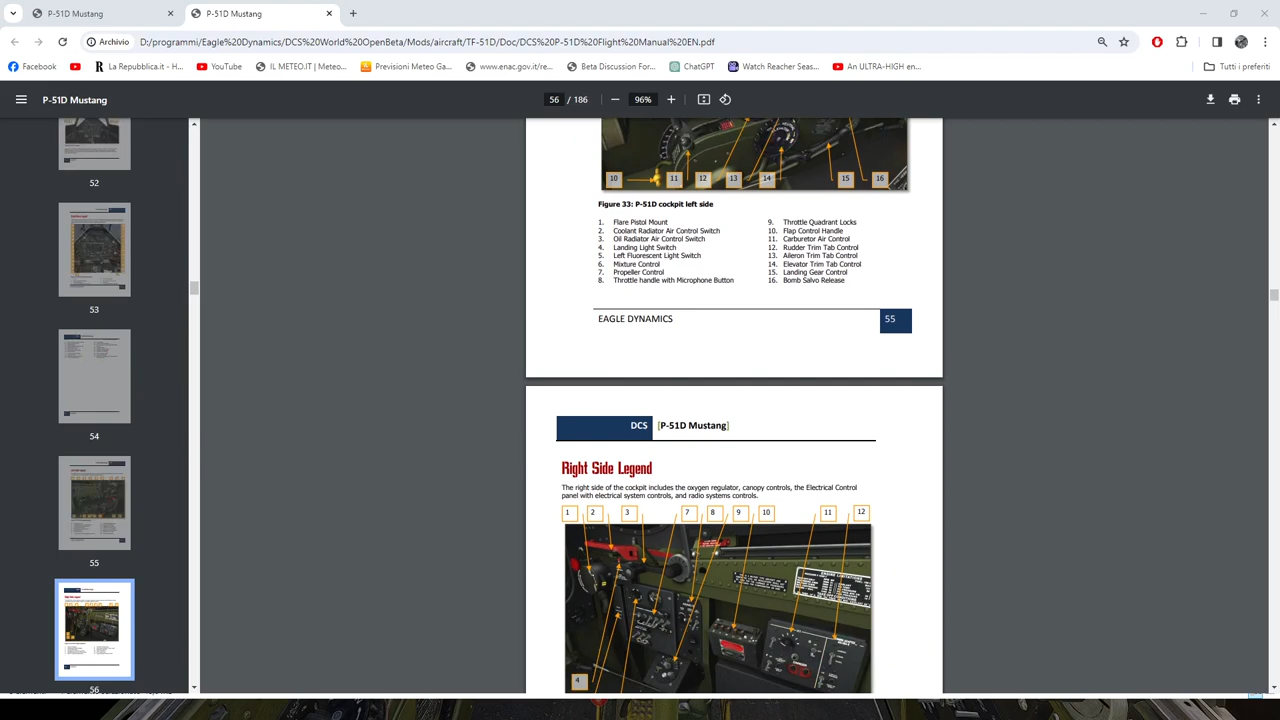 P-51D Mustang
P-51D Mustang
Archivio
D:/programmi/Eagle%20Dynamics/DCS%20World%20OpenBeta/Mods/aircraft/TF-51D/Doc/DCS%20P-51D%20Flight%20Manual%20EN.pdf
Facebook
La Repubblica.it - H...
YouTube
IL METEO.IT | Meteo...
Previsioni Meteo Ga...
www.enac.gov.it/re...
Beta Discussion For...
ChatGPT
Watch Reacher Seas...
An ULTRA-HIGH en...
Tutti i preferiti
P-51D Mustang
56 / 186
96%
52
53
54
55
56
10 11 12 13 14 15 16
Figure 33: P-51D cockpit left side
1. Flare Pistol Mount
2. Coolant Radiator Air Control Switch
3. Oil Radiator Air Control Switch
4. Landing Light Switch
5. Left Fluorescent Light Switch
6. Mixture Control
7. Propeller Control
8. Throttle handle with Microphone Button
9. Throttle Quadrant Locks
10. Flap Control Handle
11. Carburetor Air Control
12. Rudder Trim Tab Control
13. Aileron Trim Tab Control
14. Elevator Trim Tab Control
15. Landing Gear Control
16. Bomb Salvo Release
EAGLE DYNAMICS
55
DCS [P-51D Mustang]
Right Side Legend
The right side of the cockpit includes the oxygen regulator, canopy controls, the Electrical Control
panel with electrical system controls, and radio systems controls.
1 2 3 7 8 9 10 11 12
4